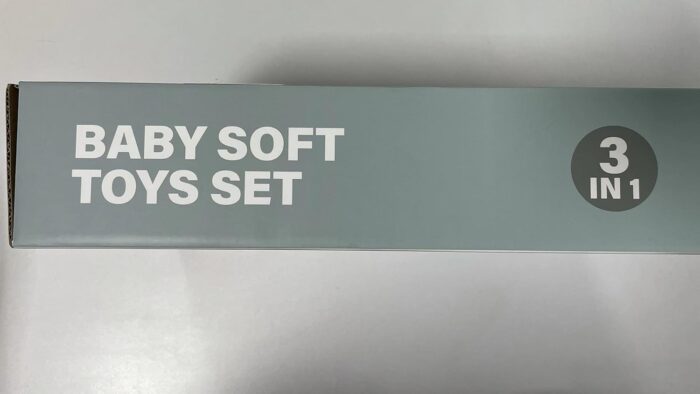 BABY SOFT
TOYS SET
3
IN 1